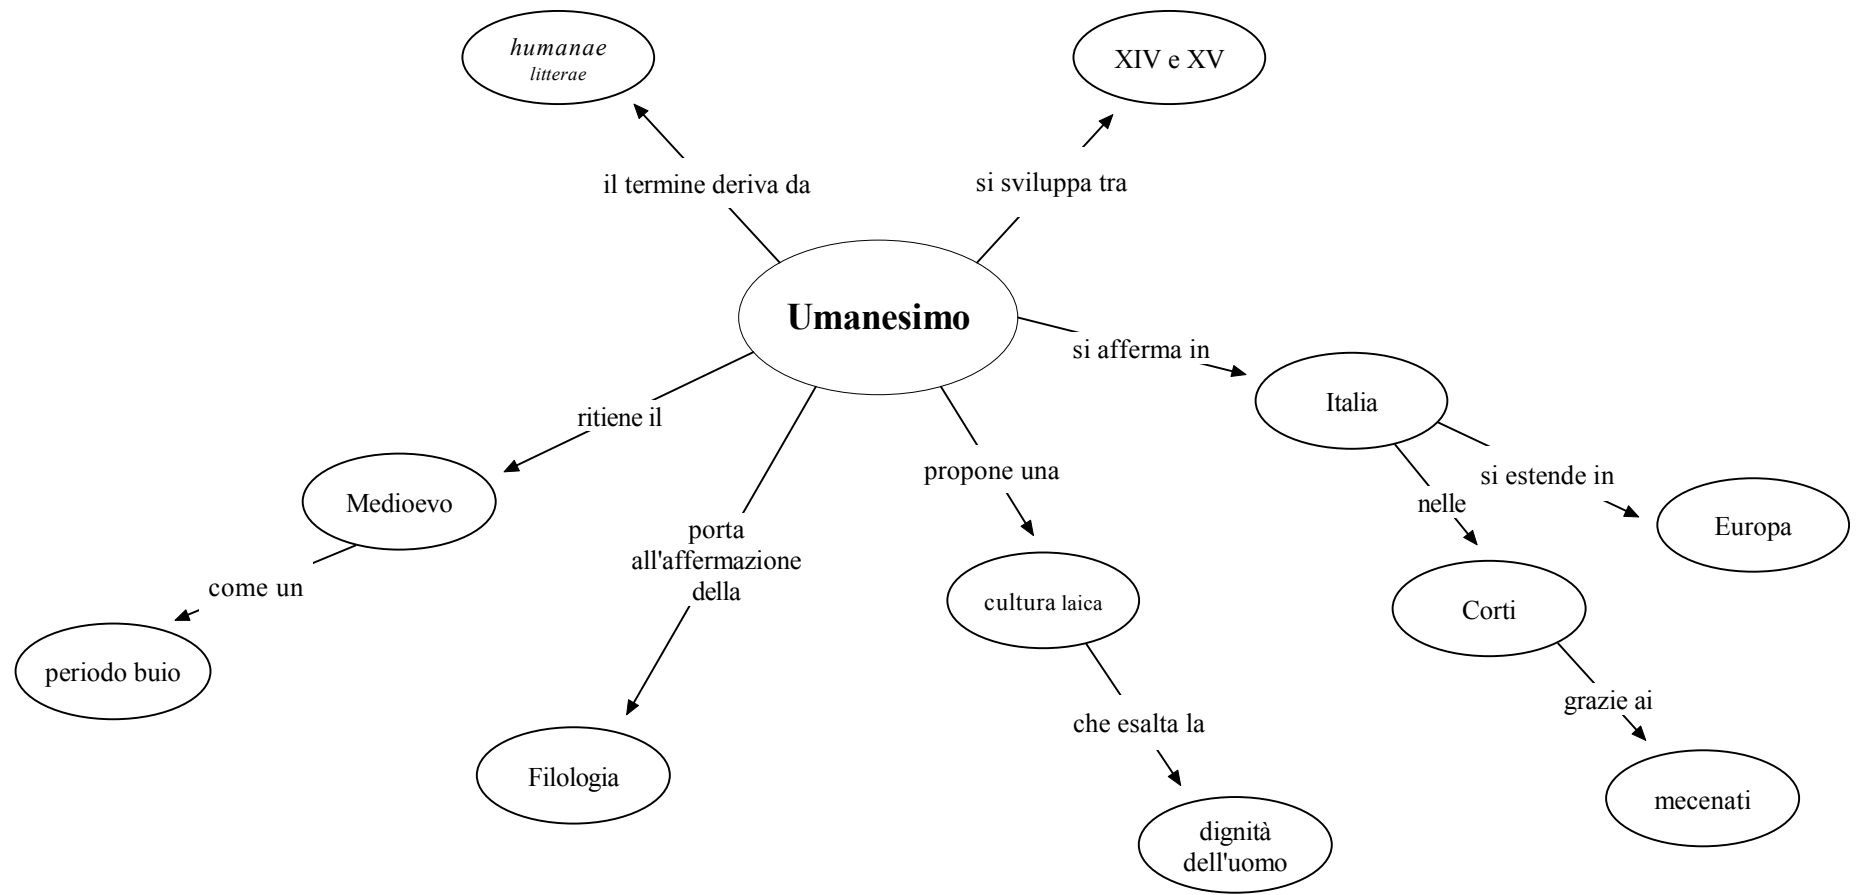 humanae
litterae
XIV e XV
il termine deriva da
si sviluppa tra
Umanesimo
si afferma in
Italia
ritiene il
Medioevo
propone una
si estende in
nelle
Europa
porta
all'affermazione
della
come un
cultura laica
Corti
periodo buio
grazie ai
che esalta la
Filologia
mecenati
dignità
dell'uomo